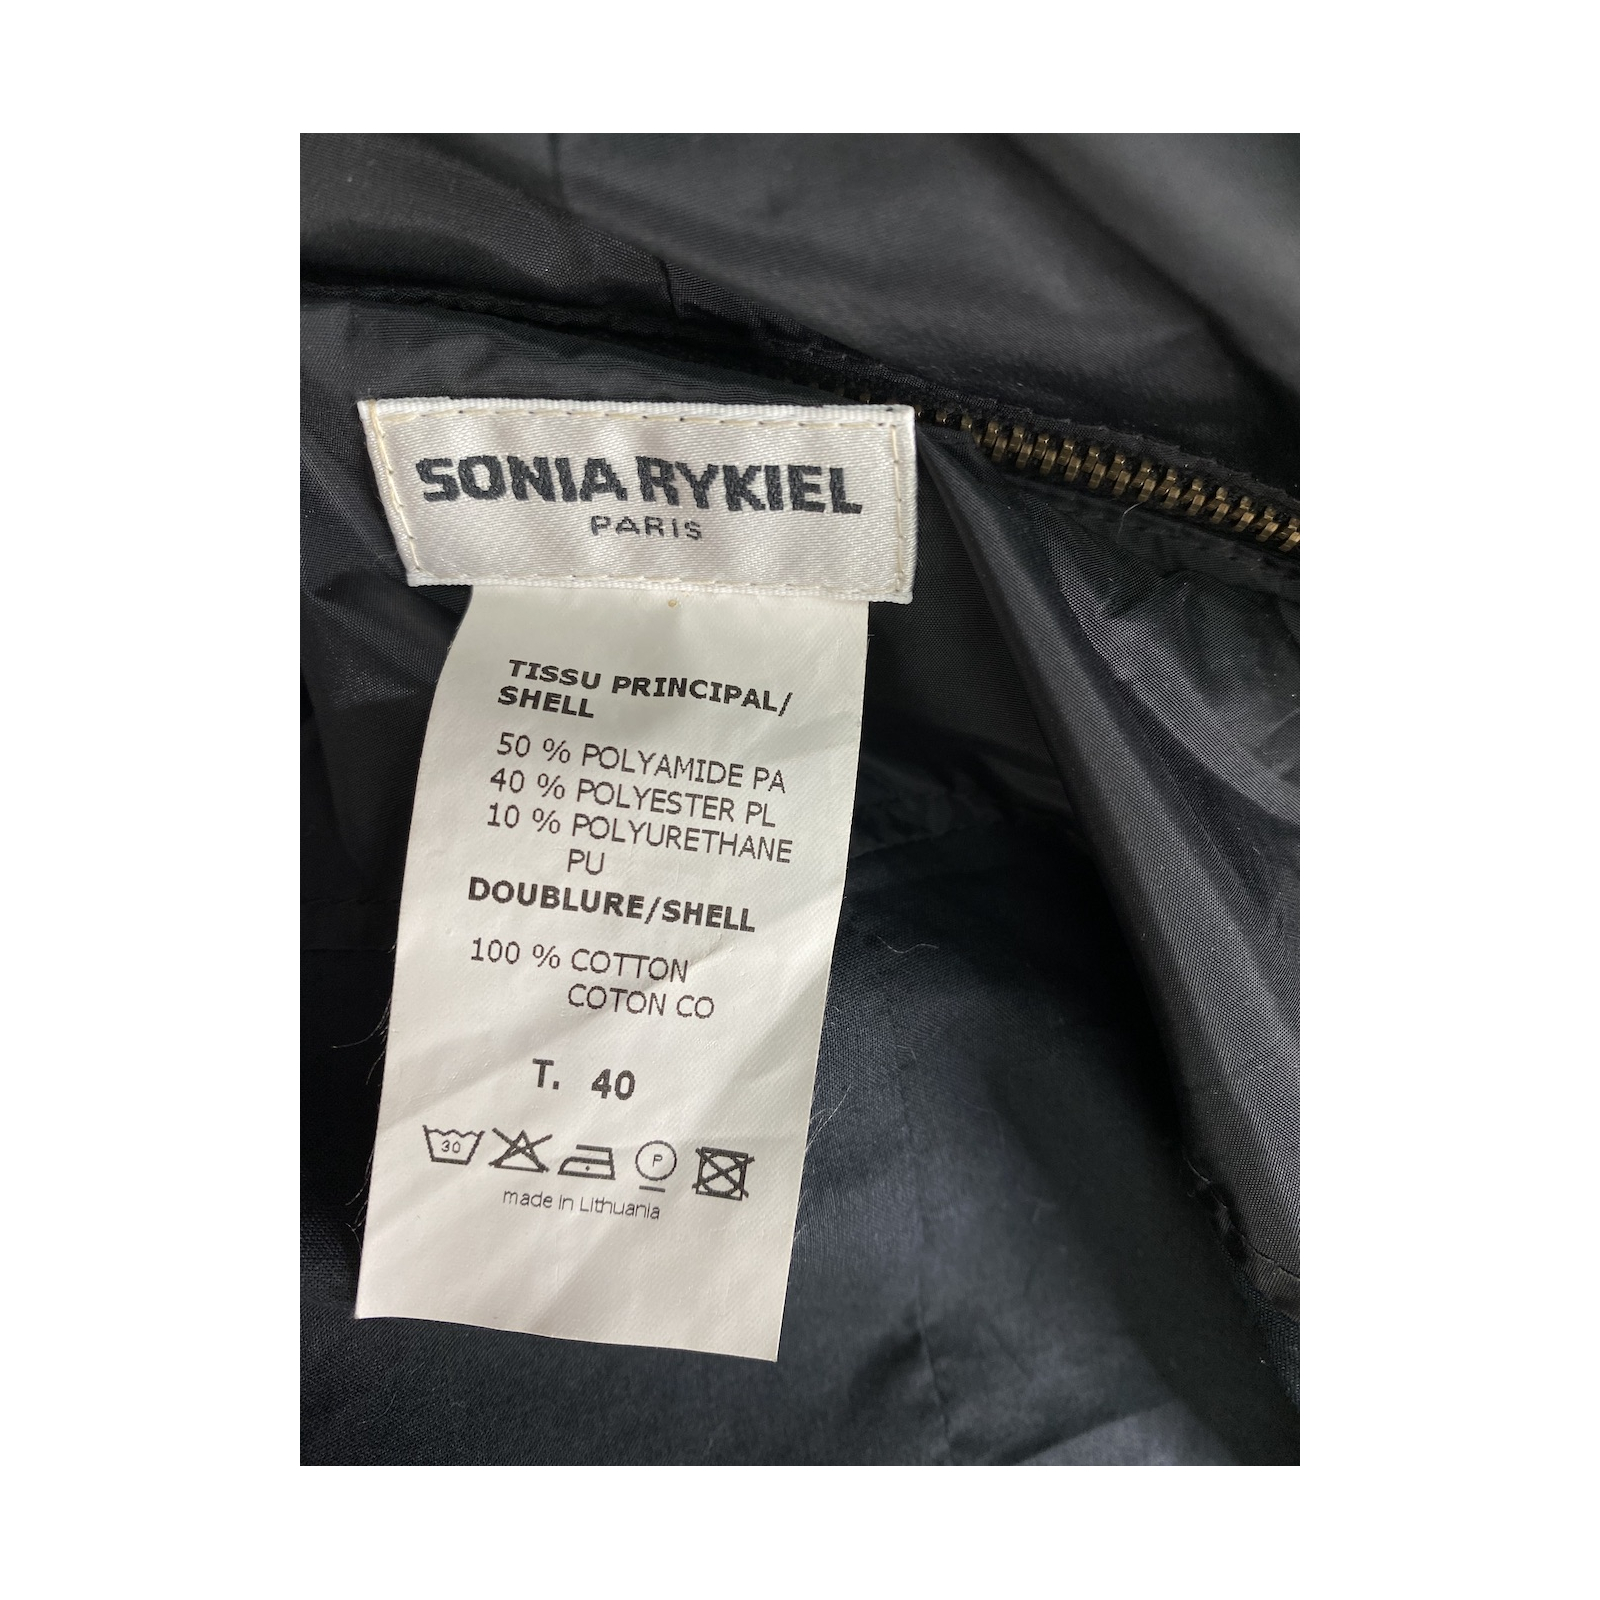 SONIA RYKIEL
PARIS
TISSU PRINCIPAL/
SHELL
50 % POLYAMIDE PA
40 % POLYESTER PL
10 % POLYURETHANE
PU
DOUBLURE/SHELL
100 % COTTON
COTON CO
T. 40
30 P
made in Lithuania